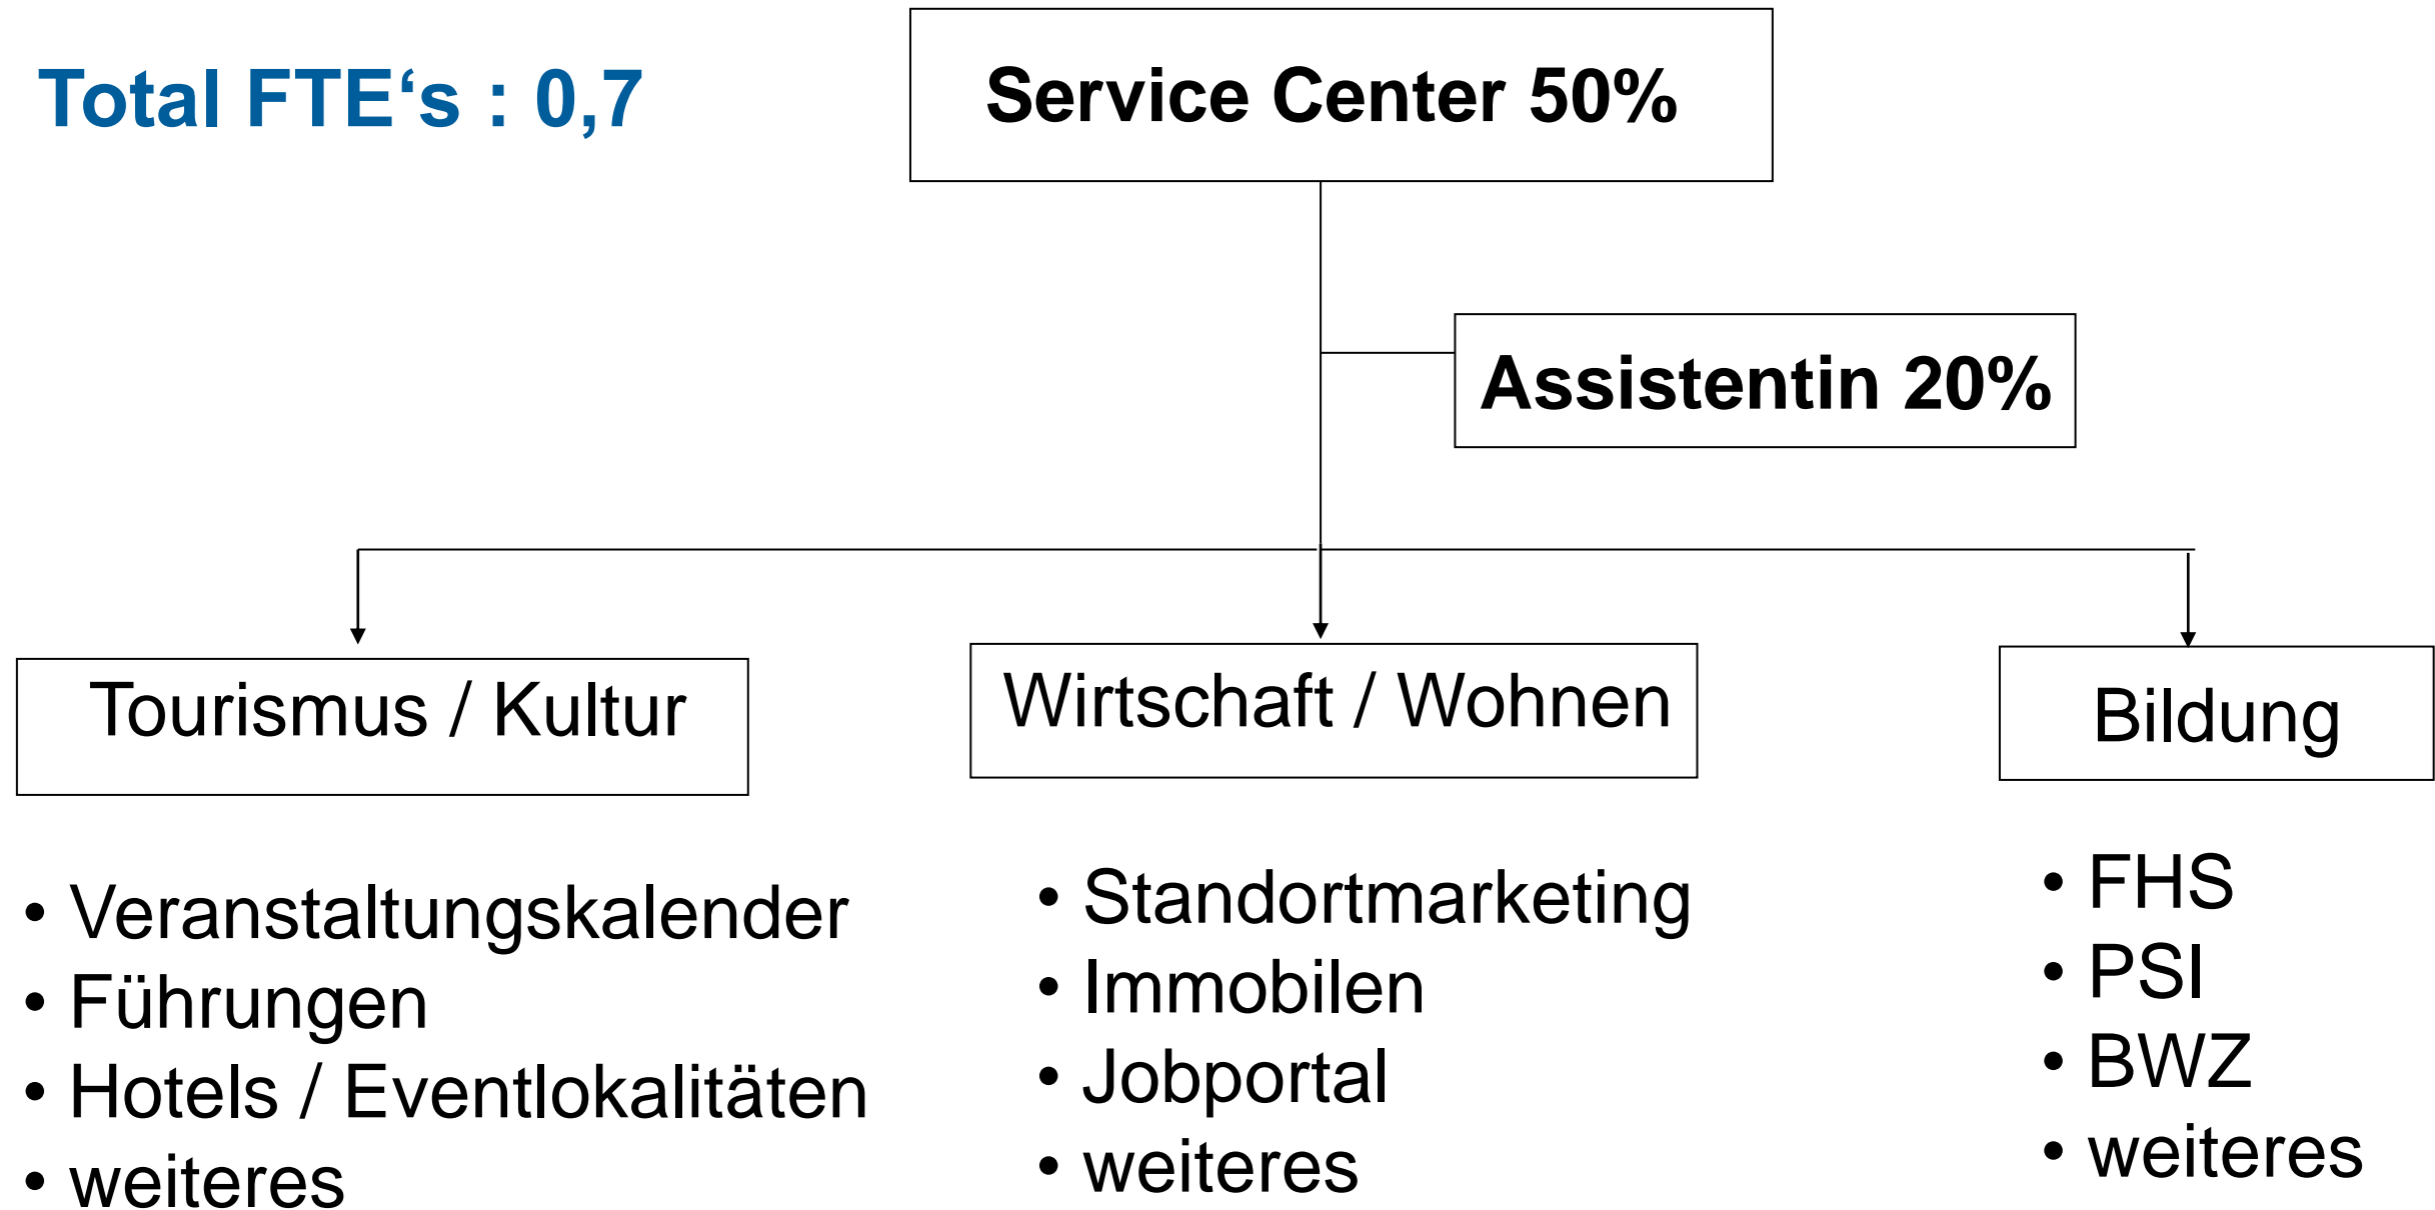 Total FTE‘s : 0,7
Service Center 50%
Assistentin 20%
Tourismus / Kultur
• Veranstaltungskalender
• Führungen
• Hotels / Eventlokalitäten
• weiteres
Wirtschaft / Wohnen
• Standortmarketing
• Immobilen
• Jobportal
• weiteres
Bildung
• FHS
• PSI
• BWZ
• weiteres